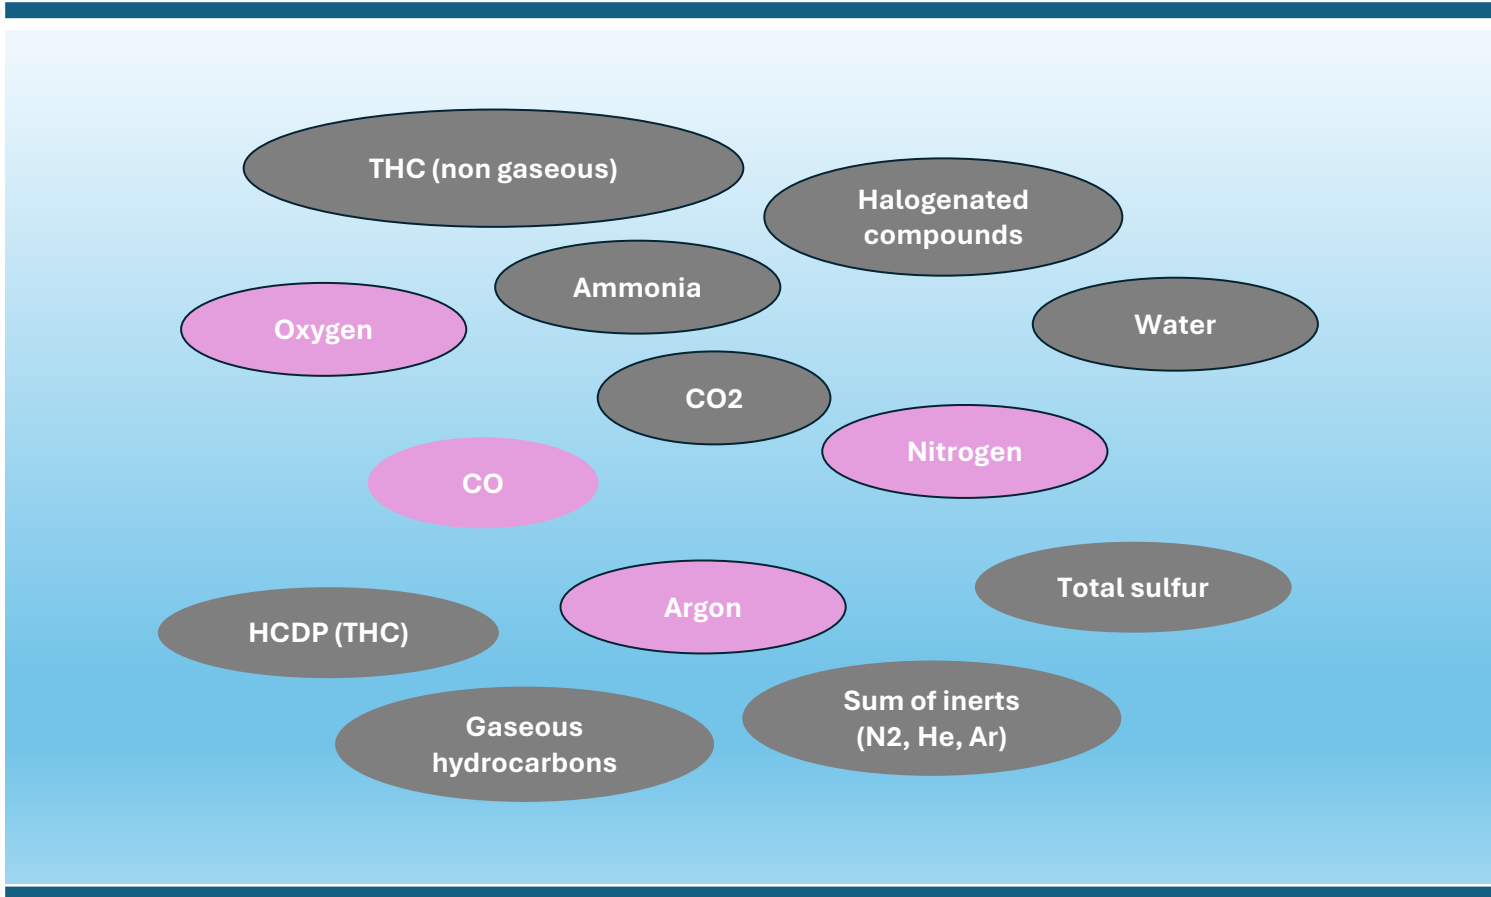 THC (non gaseous)
Halogenated
compounds
Ammonia
Oxygen
Water
CO2
Nitrogen
CO
Total sulfur
Argon
HCDP (THC)
Sum of inerts
(N2, He, Ar)
Gaseous
hydrocarbons